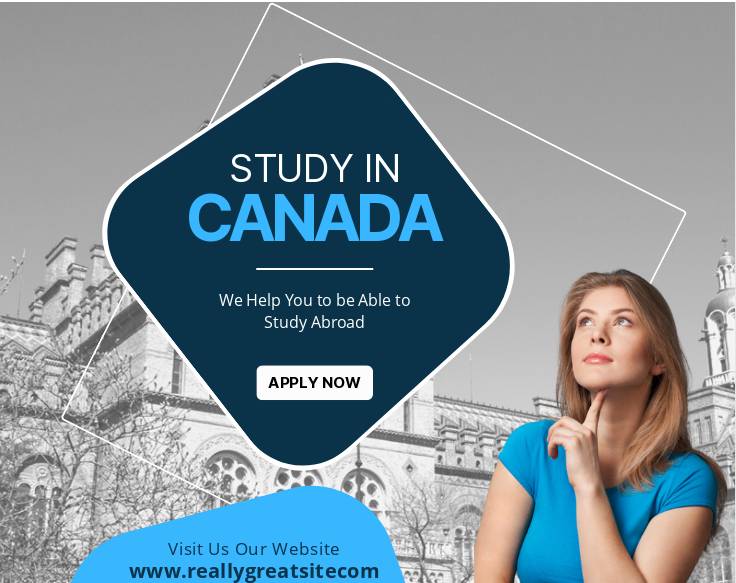 STUDY IN
CANADA
We Help You to be Able to
Study Abroad
APPLY NOW
Visit Us Our Website
www.reallygreatsitecom